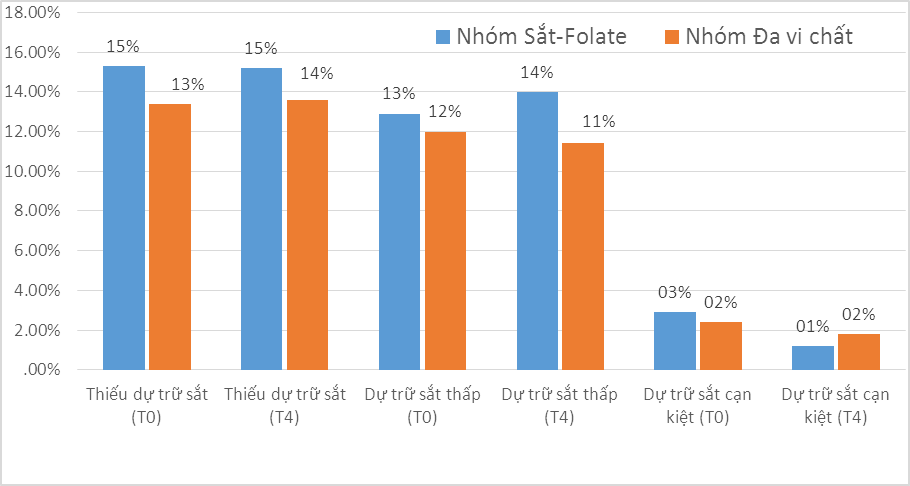 18.00%
16.00%
14.00%
12.00%
10.00%
8.00%
6.00%
4.00%
2.00%
.00%
Nhóm Sắt-Folate Nhóm Đa vi chất
15% 13% 15% 14% 13% 12% 14% 11% 03% 02% 01% 02%
Thiếu dự trữ sắt
(T0)
Thiếu dự trữ sắt
(T4)
Dự trữ sắt thấp
(T0)
Dự trữ sắt thấp
(T4)
Dự trữ sắt cạn
kiệt (T0)
Dự trữ sắt cạn
kiệt (T4)